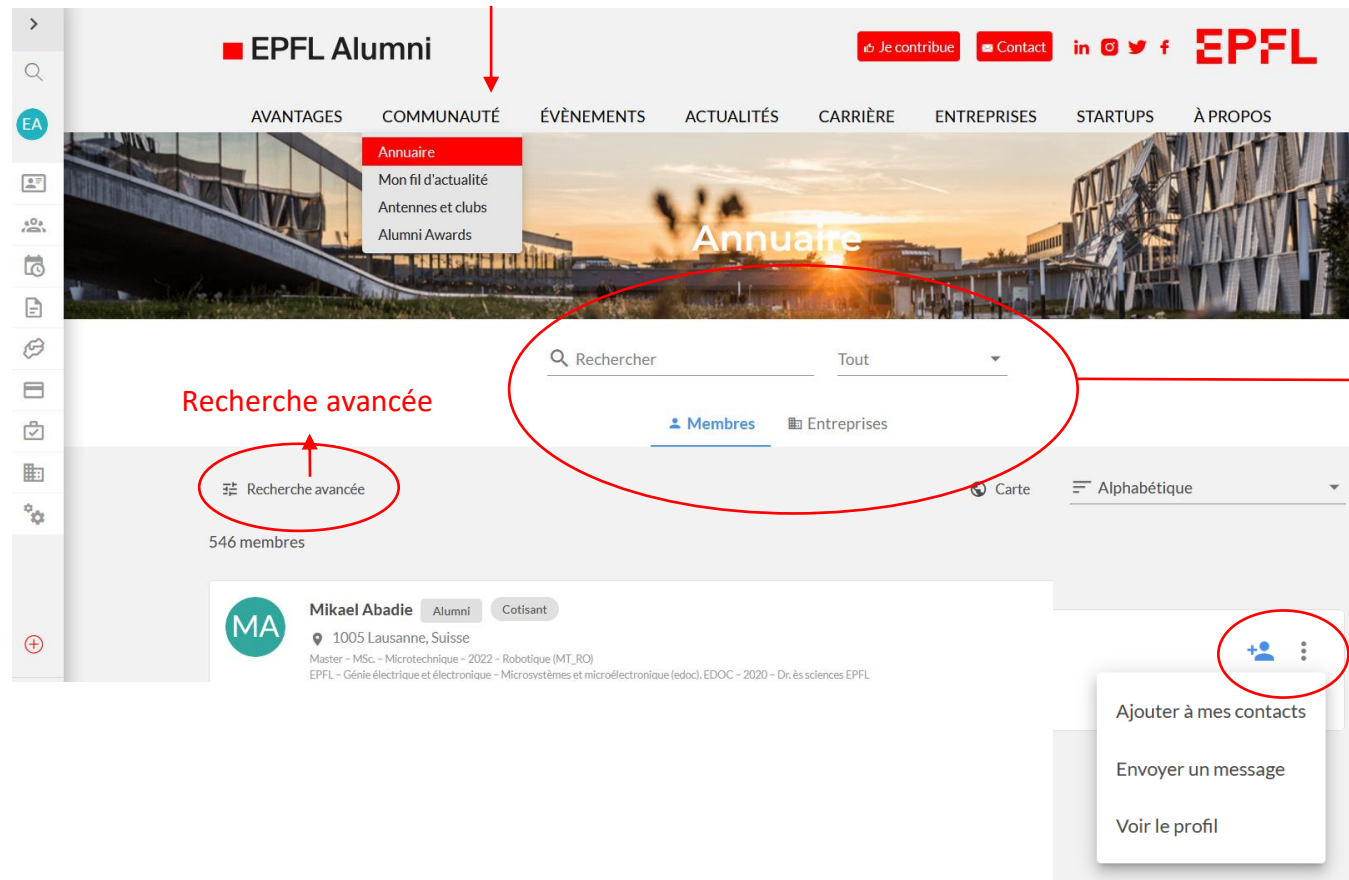 EPFL Alumni
Je contribue
Contact
in
f
EPFL
EA
AVANTAGES COMMUNAUTÉ ÉVÈNEMENTS ACTUALITÉS CARRIÈRE ENTREPRISES STARTUPS À PROPOS
Annuaire
Mon fil d'actualité
Antennes et clubs
Alumni Awards
Annuaire
Rechercher Tout
Recherche avancée
Membres Entreprises
Recherche avancée Carte Alphabétique
546 membres
MA
Mikael Abadie Alumni Cotisant
1005 Lausanne, Suisse
Master – MSc. – Microtechnique – 2022 – Robotique (MT_RO)
EPFL – Génie électrique et électronique – Microsystèmes et microélectronique (edoc). EDOC – 2020 – Dr. ès sciences EPFL
Ajouter à mes contacts
Envoyer un message
Voir le profil